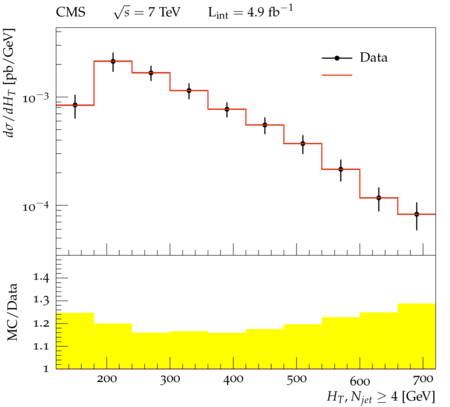 CMS √s = 7 TeV L_int = 4.9 fb⁻¹
dσ/dH_T [pb/GeV]
10⁻³
10⁻⁴
Data
MC/Data
1.4
1.3
1.2
1.1
1
200 300 400 500 600 700
H_T, N_jet ≥ 4 [GeV]